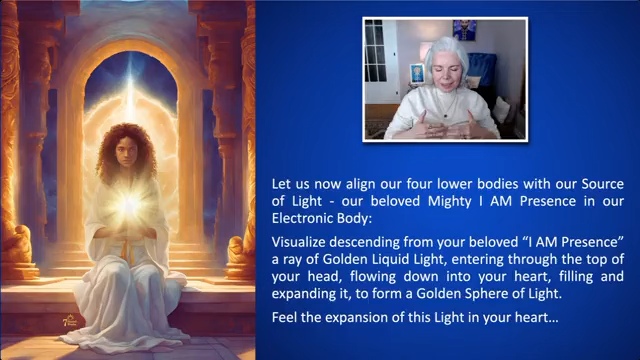 Let us now align our four lower bodies with our Source
of Light - our beloved Mighty I AM Presence in our
Electronic Body:
Visualize descending from your beloved “I AM Presence”
a ray of Golden Liquid Light, entering through the top of
your head, flowing down into your heart, filling and
expanding it, to form a Golden Sphere of Light.
Feel the expansion of this Light in your heart…